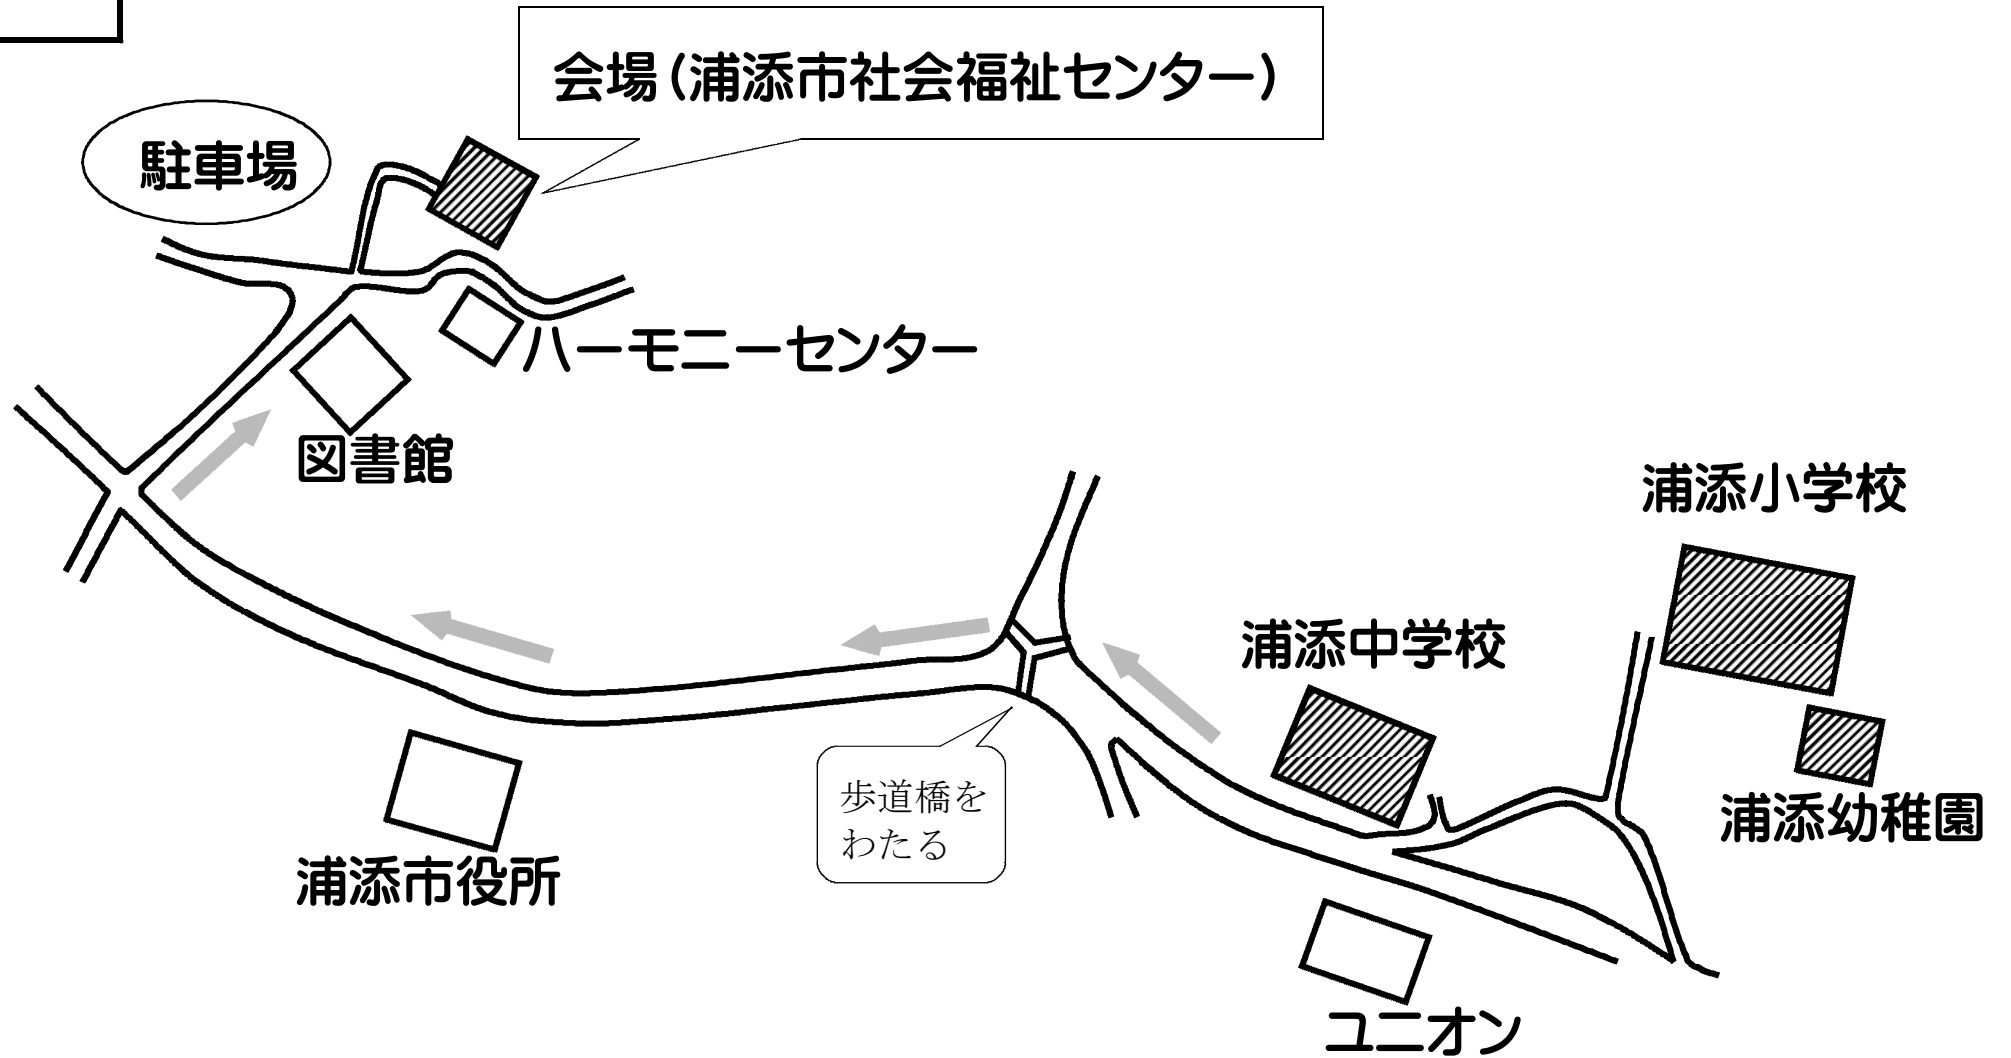 会場(浦添市社会福祉センター)
駐車場
ハーモニーセンター
図書館
浦添小学校
浦添中学校
歩道橋を
わたる
浦添幼稚園
浦添市役所
ユニオン